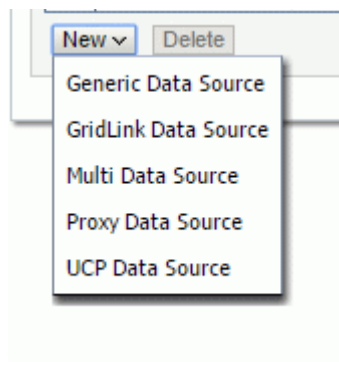 New Delete
Generic Data Source
GridLink Data Source
Multi Data Source
Proxy Data Source
UCP Data Source